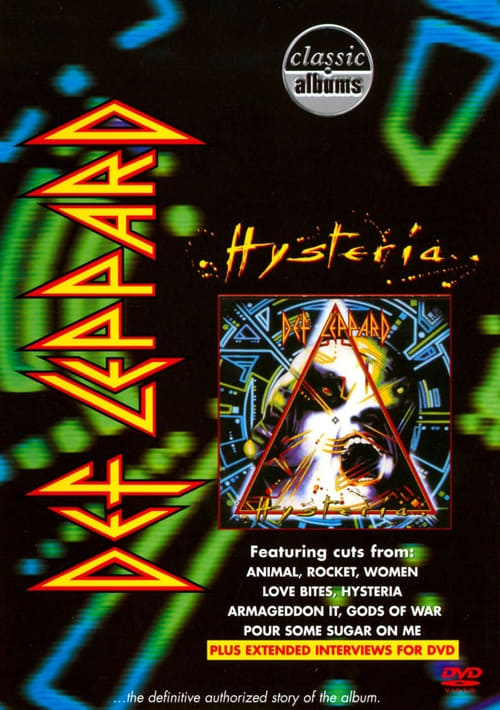 classic
albums
DEF LEPPARD
Hysteria
DEF LEPPARD
Hysteria
Featuring cuts from:
ANIMAL, ROCKET, WOMEN
LOVE BITES, HYSTERIA
ARMAGEDDON IT, GODS OF WAR
POUR SOME SUGAR ON ME
PLUS EXTENDED INTERVIEWS FOR DVD
DVD
VIDEO
...the definitive authorized story of the album.